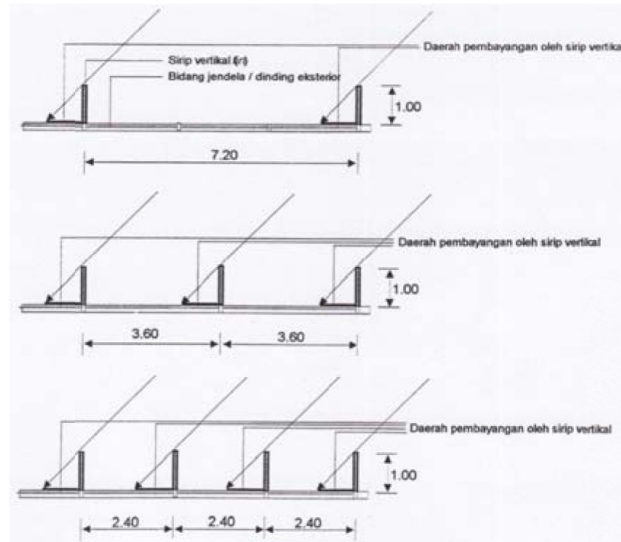 Daerah pembayangan oleh sirip vertika
Sirip vertikal (fin)
Bidang jendela / dinding eksterior
1.00
7.20
Daerah pembayangan oleh sirip vertikal
1.00
3.60 3.60
Daerah pembayangan oleh sirip vertikal
1.00
2.40 2.40 2.40